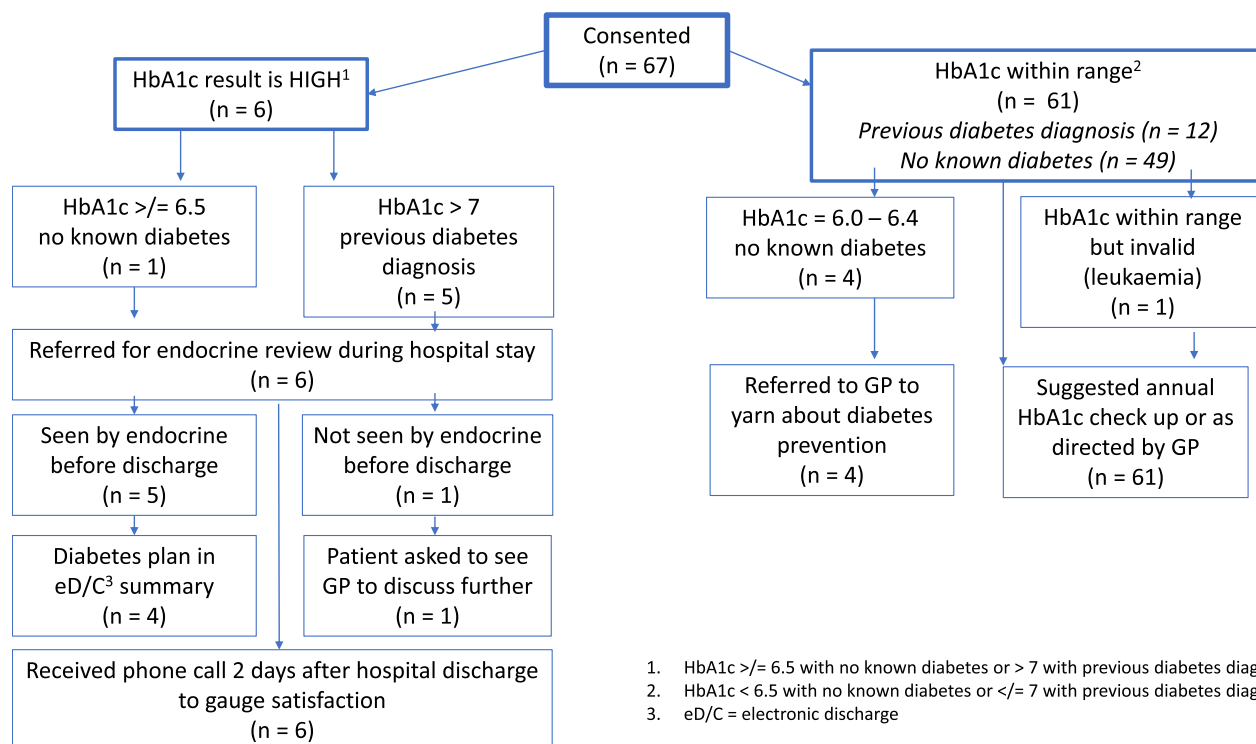 Consented
(n = 67)
HbA1c result is HIGH1
(n = 6)
HbA1c within range2
(n = 61)
Previous diabetes diagnosis (n = 12)
No known diabetes (n = 49)
HbA1c >/= 6.5
no known diabetes
(n = 1)
HbA1c > 7
previous diabetes
diagnosis
(n = 5)
HbA1c = 6.0 – 6.4
no known diabetes
(n = 4)
HbA1c within range
but invalid
(leukaemia)
(n = 1)
Referred for endocrine review during hospital stay
(n = 6)
Referred to GP to
yarn about diabetes
prevention
(n = 4)
Suggested annual
HbA1c check up or as
directed by GP
(n = 61)
Seen by endocrine
before discharge
(n = 5)
Not seen by endocrine
before discharge
(n = 1)
Diabetes plan in
eD/C3 summary
(n = 4)
Patient asked to see
GP to discuss further
(n = 1)
Received phone call 2 days after hospital discharge
to gauge satisfaction
(n = 6)
1. HbA1c >/= 6.5 with no known diabetes or > 7 with previous diabetes diag
2. HbA1c < 6.5 with no known diabetes or </= 7 with previous diabetes diag
3. eD/C = electronic discharge